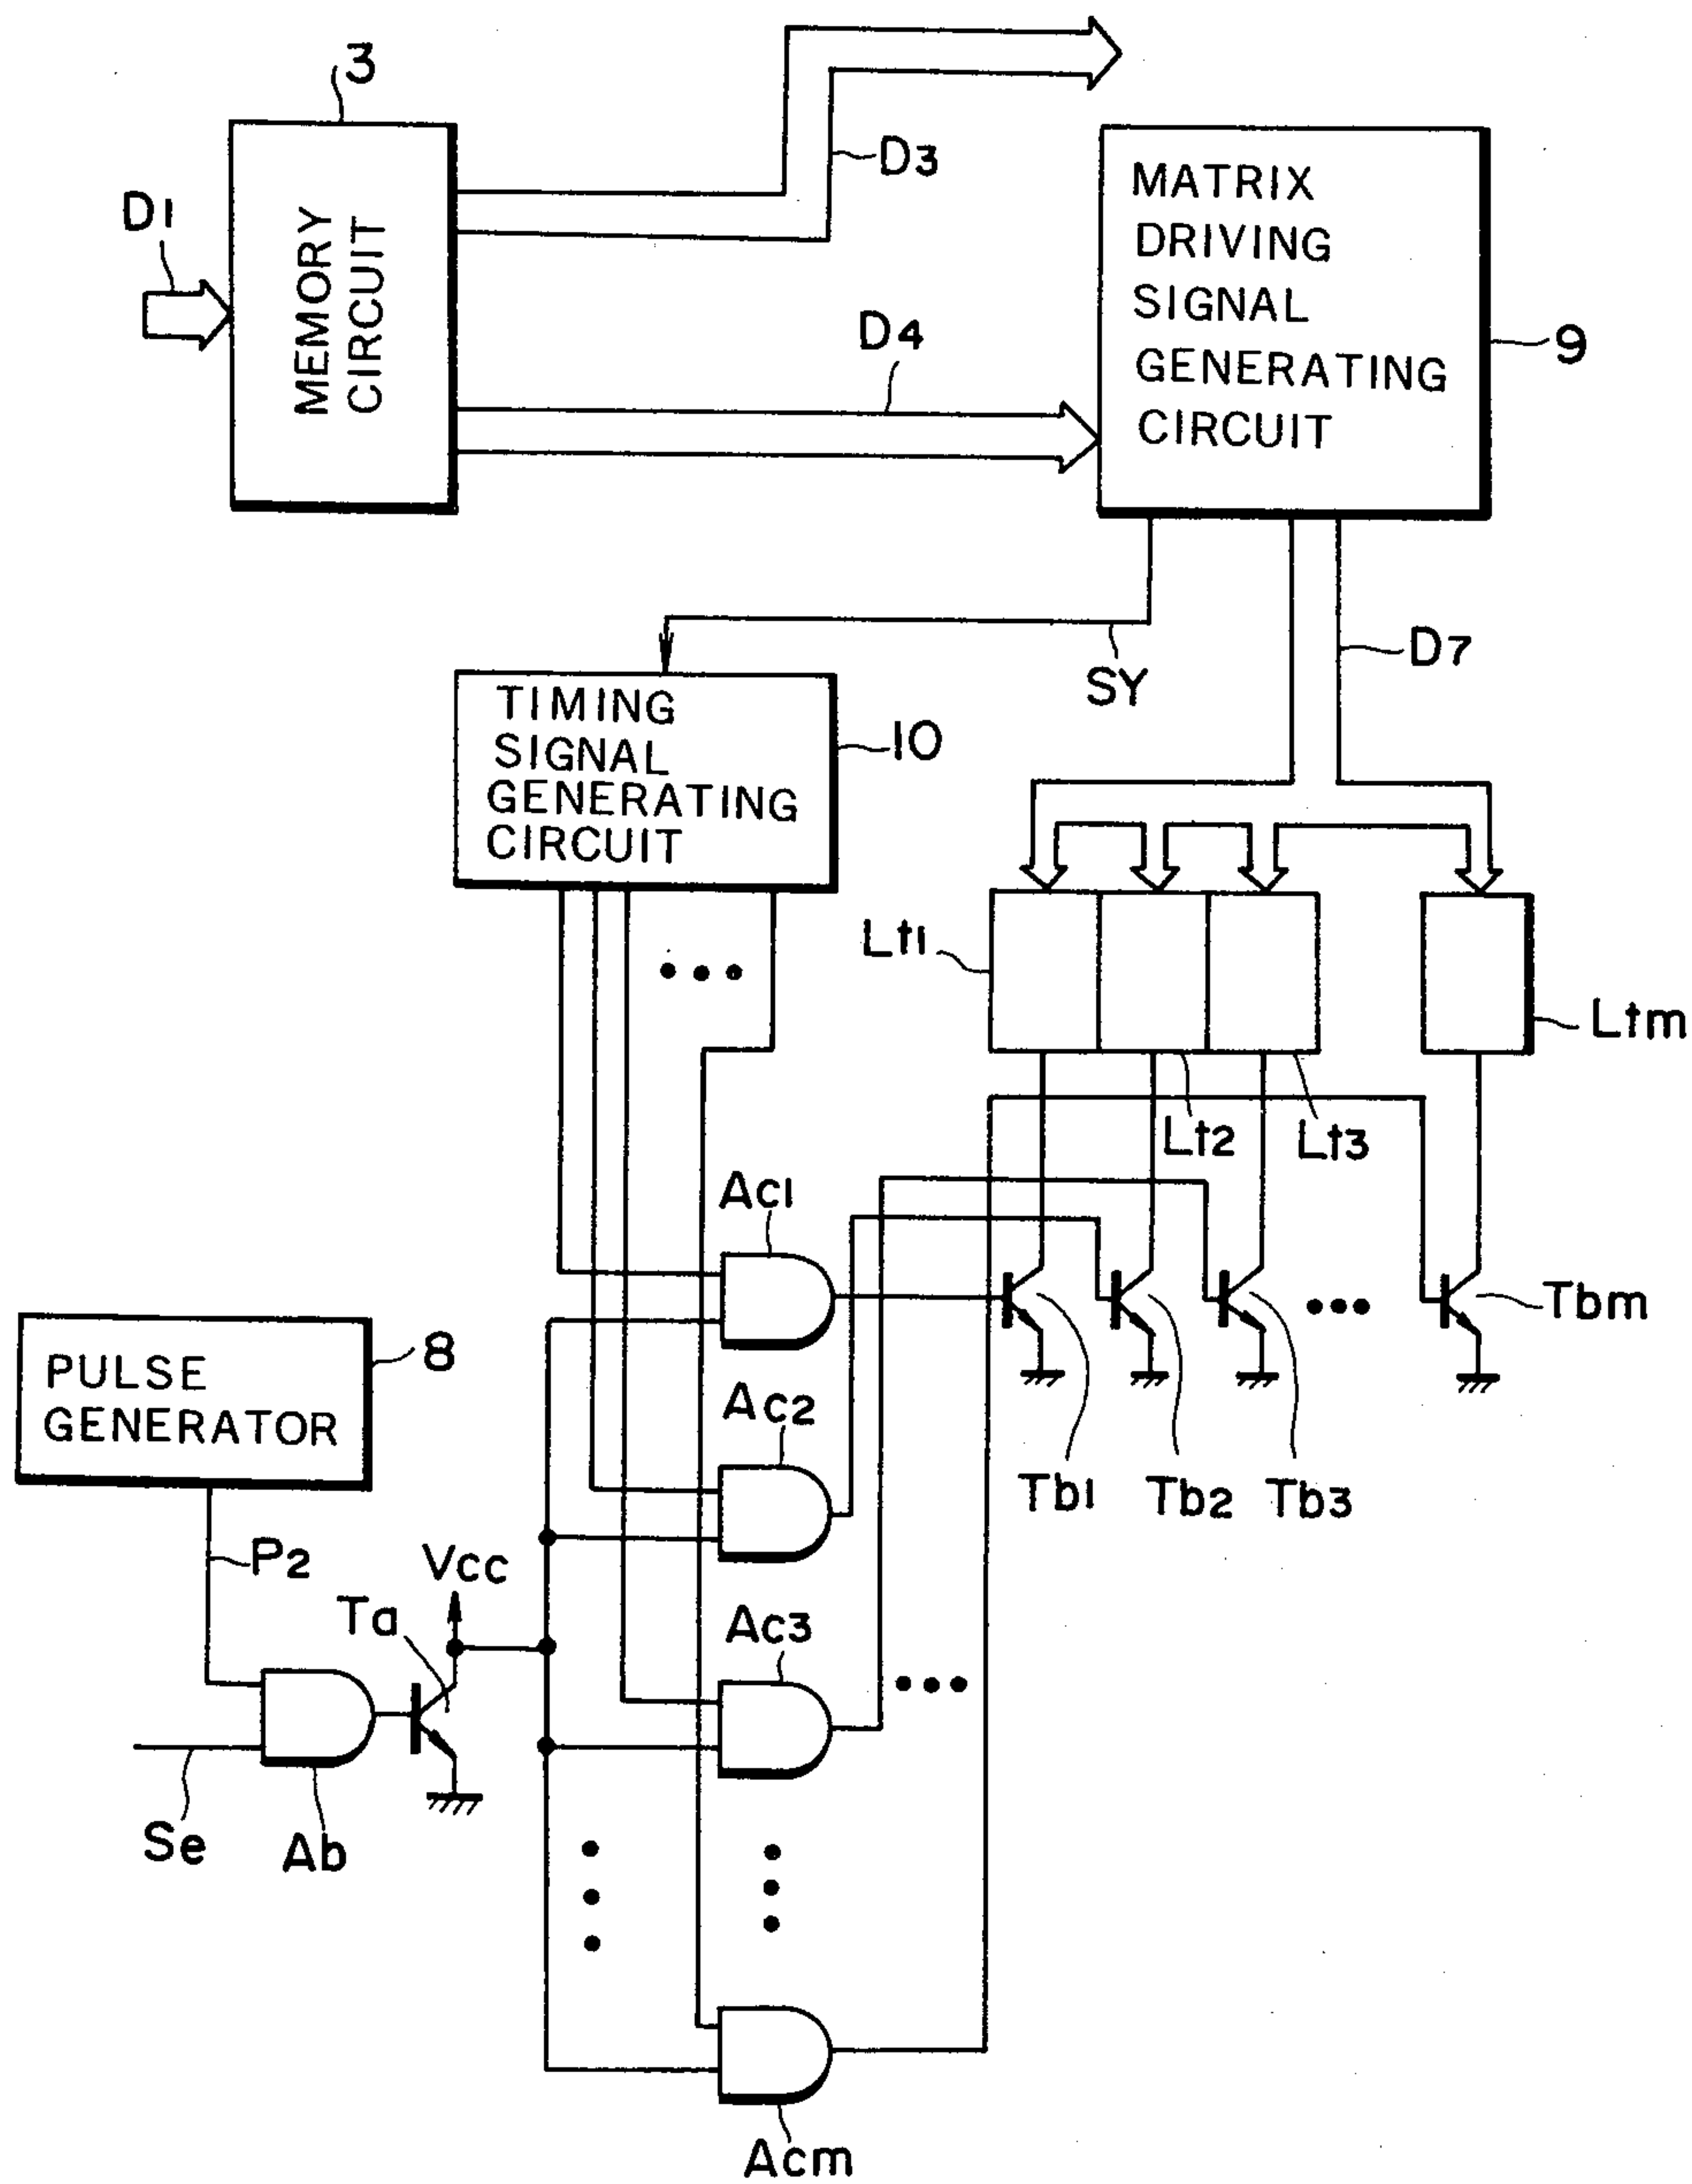 3
D3
D1
MEMORY
CIRCUIT
MATRIX
DRIVING
SIGNAL
GENERATING
CIRCUIT
9
D4
D7
SY
TIMING
SIGNAL
GENERATING
CIRCUIT
10
Lt1
Ltm
Lt2
Lt3
Ac1
Tbm
PULSE
GENERATOR
8
Ac2
Tb1
Tb2
Tb3
P2
Vcc
Ta
Ac3
Se
Ab
Acm